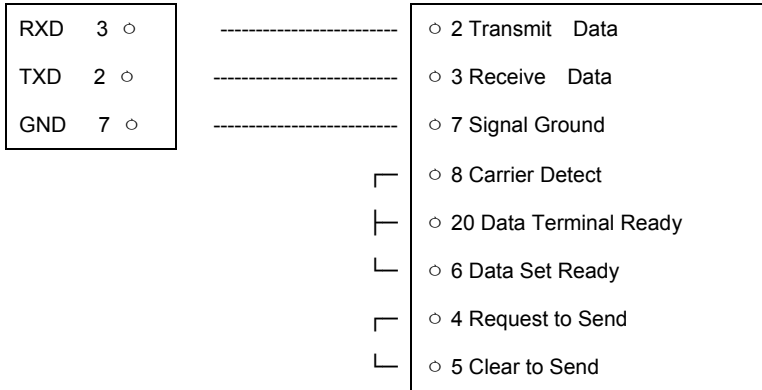 RXD 3 2 Transmit Data
TXD 2 3 Receive Data
GND 7 7 Signal Ground
8 Carrier Detect
20 Data Terminal Ready
6 Data Set Ready
4 Request to Send
5 Clear to Send